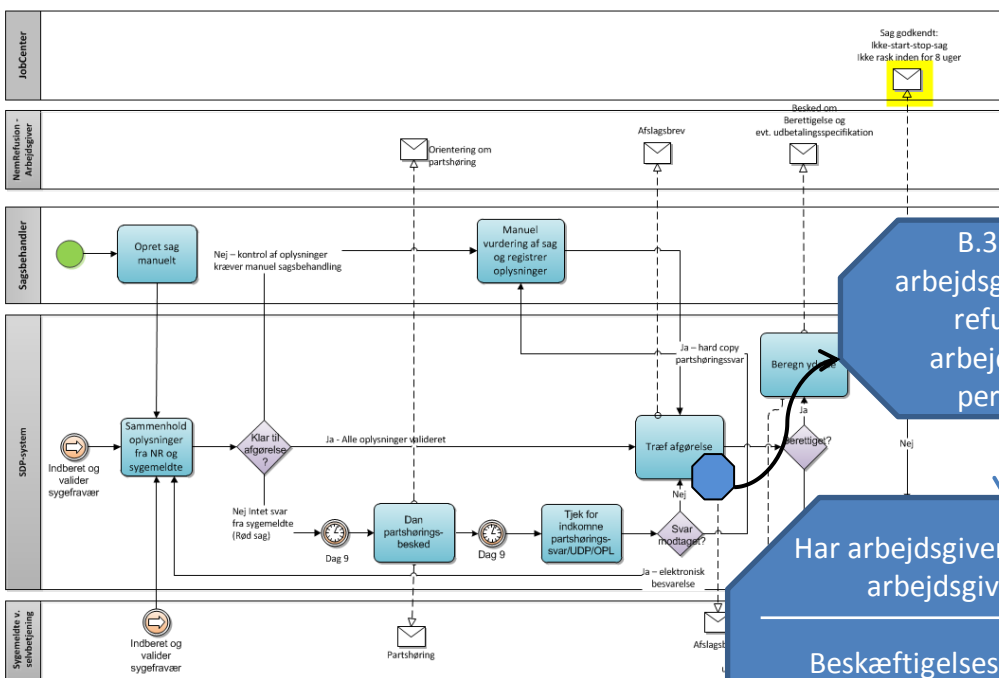 JobCenter
Sag godkendt:
Ikke-start-stop-sag
Ikke rask inden for 8 uger
NemRefusion -
Arbejdsgiver
Orientering om
partshøring
Afslagsbrev
Besked om
Berettigelse og
evt. udbetalingsspecifikation
Sagsbehandler
Opret sag
manuelt
Nej – kontrol af oplysninger
kræver manuel sagsbehandling
Manuel
vurdering af sag
og registrer
oplysninger
B.3
arbejdsg
refu
arbejd
per
SDP-system
Indberet og
valider
sygefravær
Sammenhold
oplysninger
fra NR og
sygemeldte
Klar til
afgørelse
?
Ja - Alle oplysninger valideret
Ja – hard copy
partshøringssvar
Træf afgørelse
Beregn ydelse
Ja
Berettiget?
Nej
Nej Intet svar
fra sygemeldte
(Rød sag)
Dag 9
Dan
partshørings-
besked
Dag 9
Tjek for
indkomne
partshørings-
svar/UDP/OPL
Nej
Svar
modtaget?
Ja – elektronisk
besvarelse
Har arbejdsgiver
arbejdsgiv
Beskæftigelses
Sygemeldte v.
selvbetjening
Indberet og
valider
sygefravær
Partshøring
Afslagsb